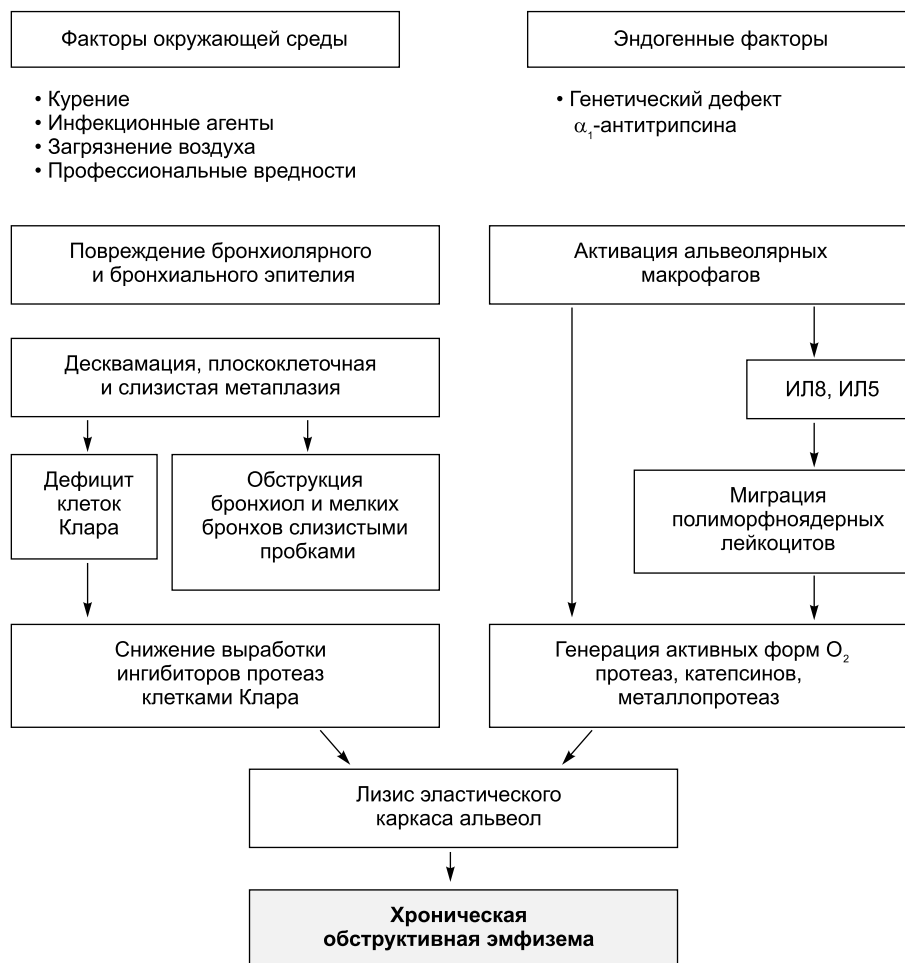 Факторы окружающей среды
Эндогенные факторы
• Курение
• Инфекционные агенты
• Загрязнение воздуха
• Профессиональные вредности
• Генетический дефект
α₁-антитрипсина
Повреждение бронхиолярного
и бронхиального эпителия
Активация альвеолярных
макрофагов
Десквамация, плоскоклеточная
и слизистая метаплазия
ИЛ8, ИЛ5
Дефицит
клеток
Клара
Обструкция
бронхиол и мелких
бронхов слизистыми
пробками
Миграция
полиморфноядерных
лейкоцитов
Снижение выработки
ингибиторов протеаз
клетками Клара
Генерация активных форм O₂
протеаз, катепсинов,
металлопротеаз
Лизис эластического
каркаса альвеол
Хроническая
обструктивная эмфизема